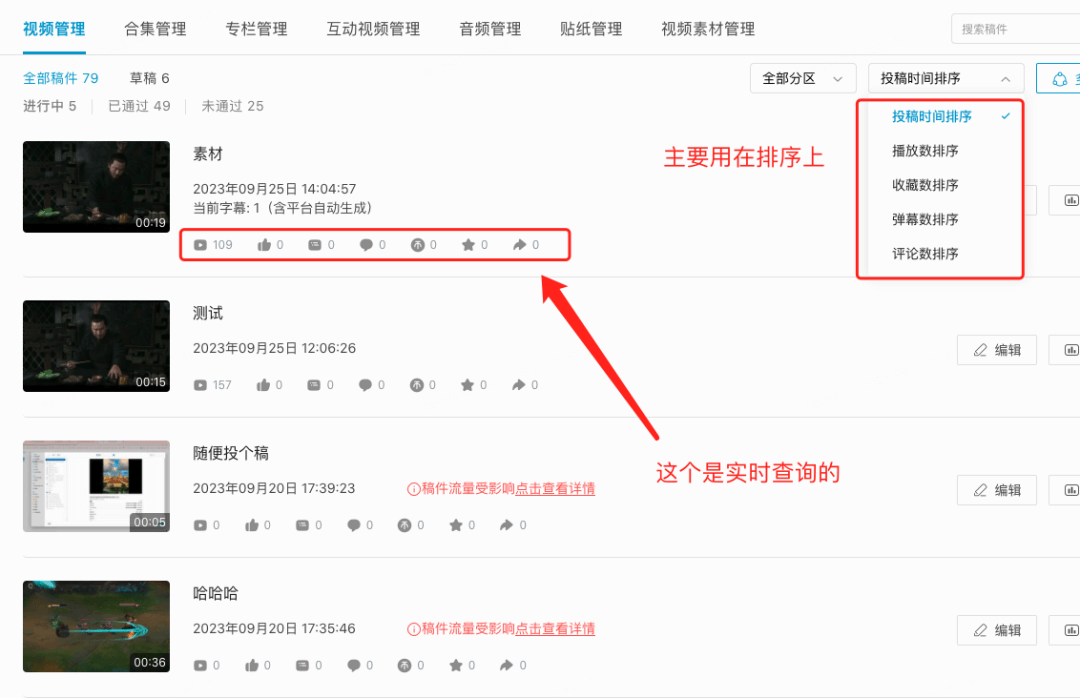 视频管理 合集管理 专栏管理 互动视频管理 音频管理 贴纸管理 视频素材管理 搜索稿件
全部稿件 79 草稿 6 全部分区 投稿时间排序
进行中 5 已通过 49 未通过 25
投稿时间排序
播放数排序
收藏数排序
弹幕数排序
评论数排序
主要用在排序上
素材
2023年09月25日 14:04:57
当前字幕: 1（含平台自动生成）
00:19
109 0 0 0 0 0 0
测试
2023年09月25日 12:06:26
编辑
00:15
157 0 0 0 0 0 0
这个是实时查询的
随便投个稿
2023年09月20日 17:39:23 稿件流量受影响点击查看详情
编辑
00:05
0 0 0 0 0 0 0
哈哈哈
2023年09月20日 17:35:46 稿件流量受影响点击查看详情
编辑
00:36
0 0 0 0 0 0 0